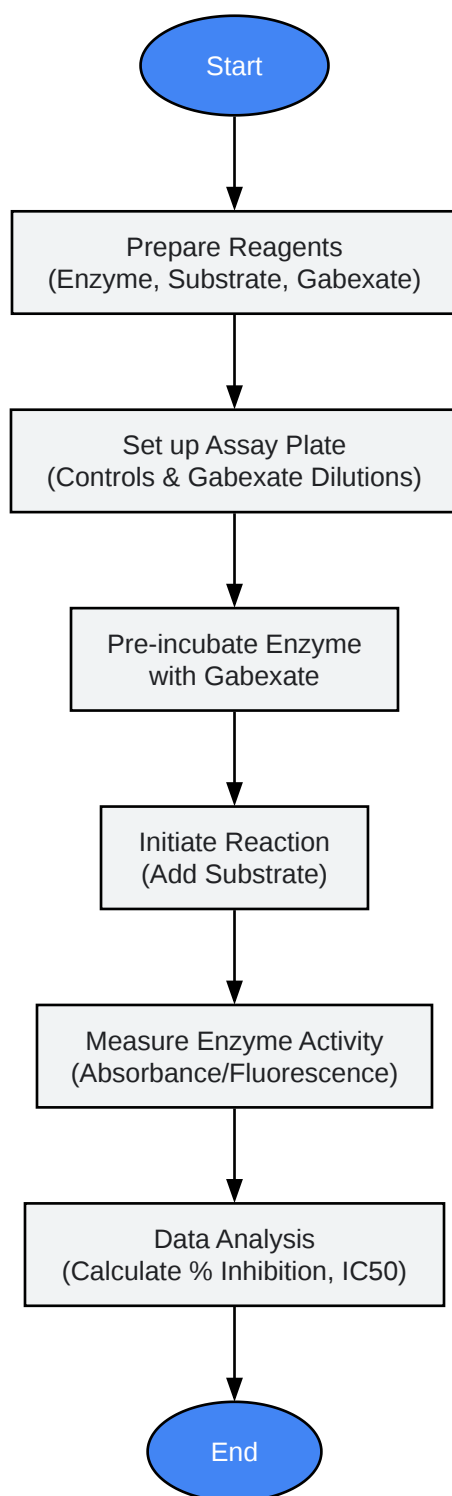 Start
Prepare Reagents
(Enzyme, Substrate, Gabexate)
Set up Assay Plate
(Controls & Gabexate Dilutions)
Pre-incubate Enzyme
with Gabexate
Initiate Reaction
(Add Substrate)
Measure Enzyme Activity
(Absorbance/Fluorescence)
Data Analysis
(Calculate % Inhibition, IC50)
End